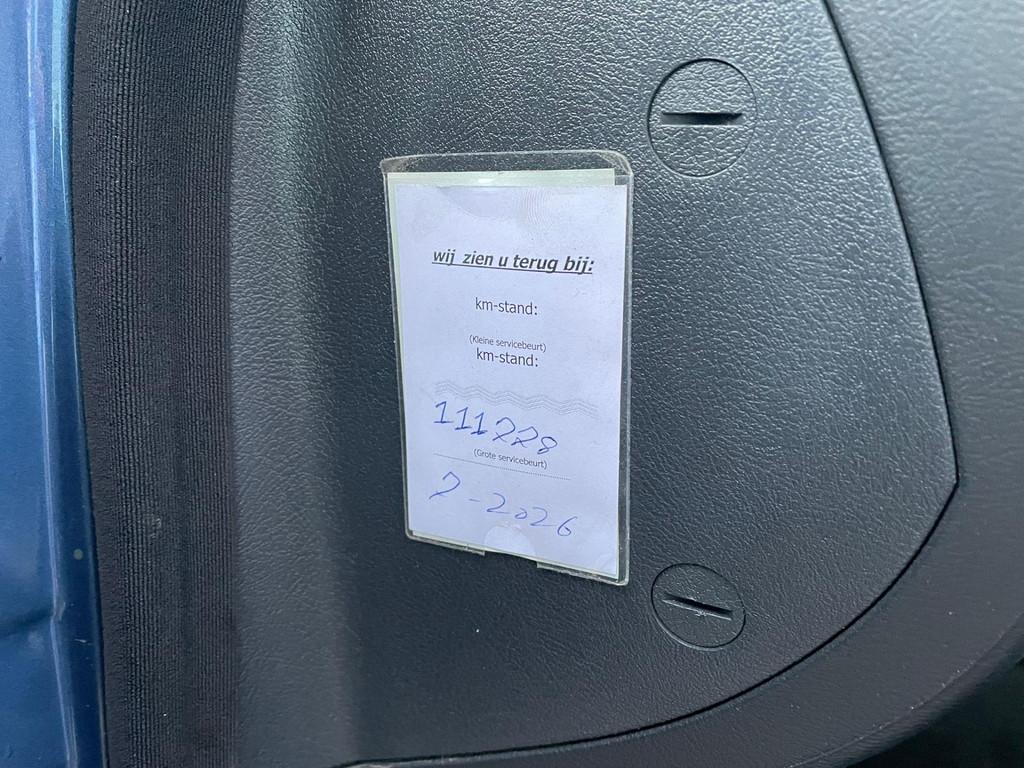 wij zien u terug bij:
km-stand:
(Kleine servicebeurt)
km-stand:
111228
(Grote servicebeurt)
2-2026